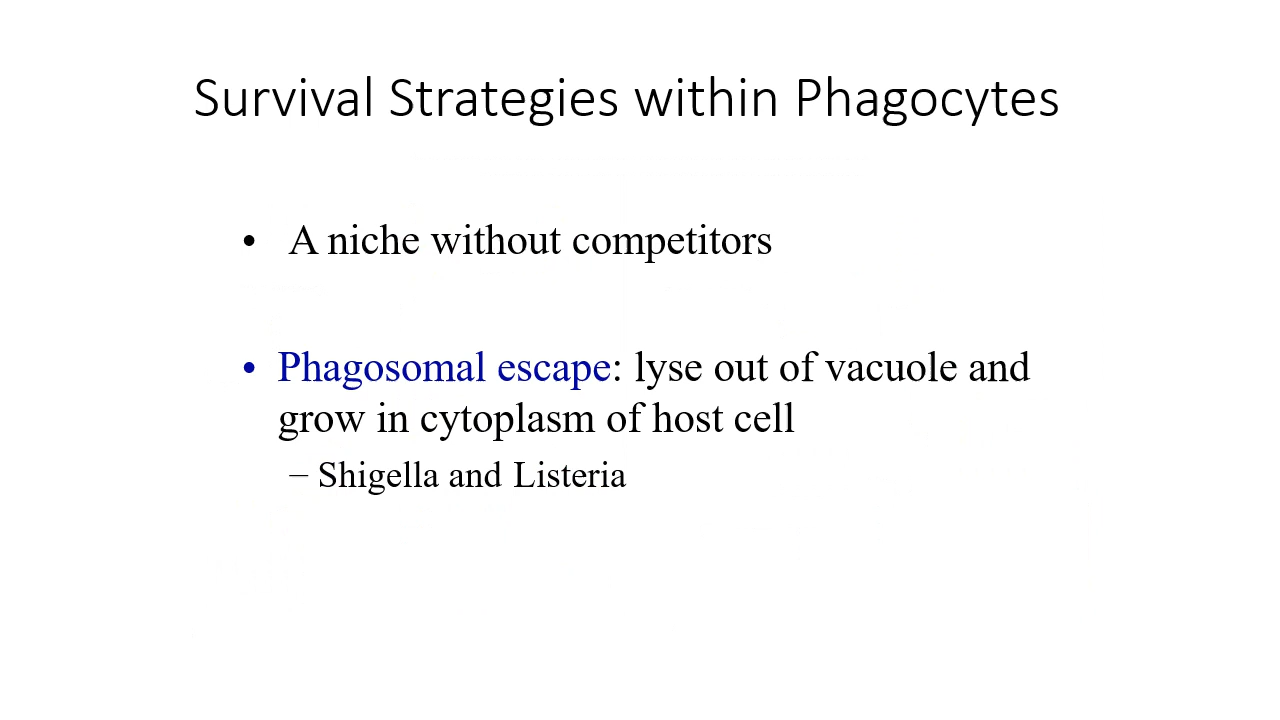 Survival Strategies within Phagocytes
• A niche without competitors
• Phagosomal escape: lyse out of vacuole and
grow in cytoplasm of host cell
– Shigella and Listeria